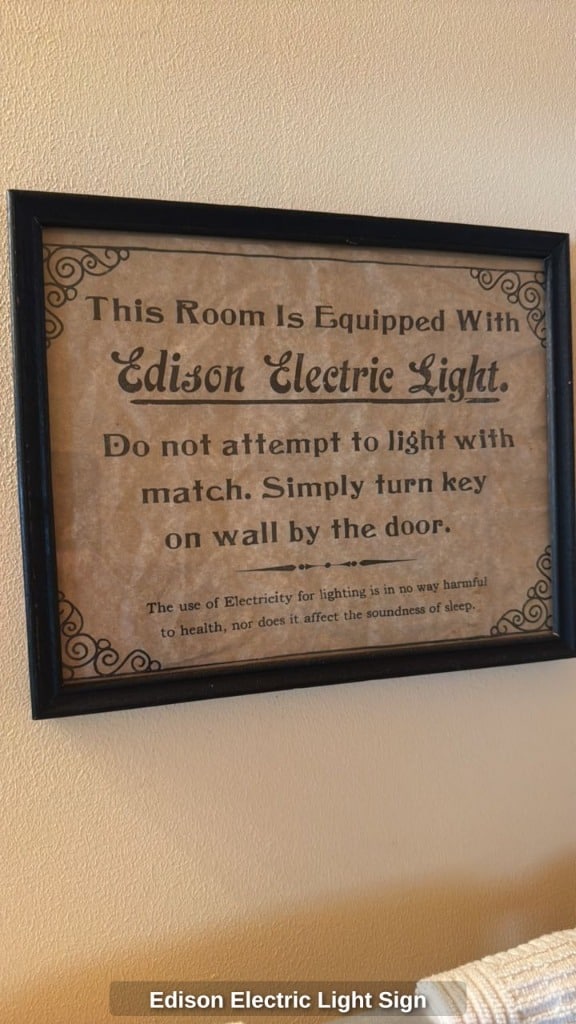 This Room Is Equipped With
Edison Electric Light.
Do not attempt to light with
match. Simply turn key
on wall by the door.
The use of Electricity for lighting is in no way harmful
to health, nor does it affect the soundness of sleep.
Edison Electric Light Sign